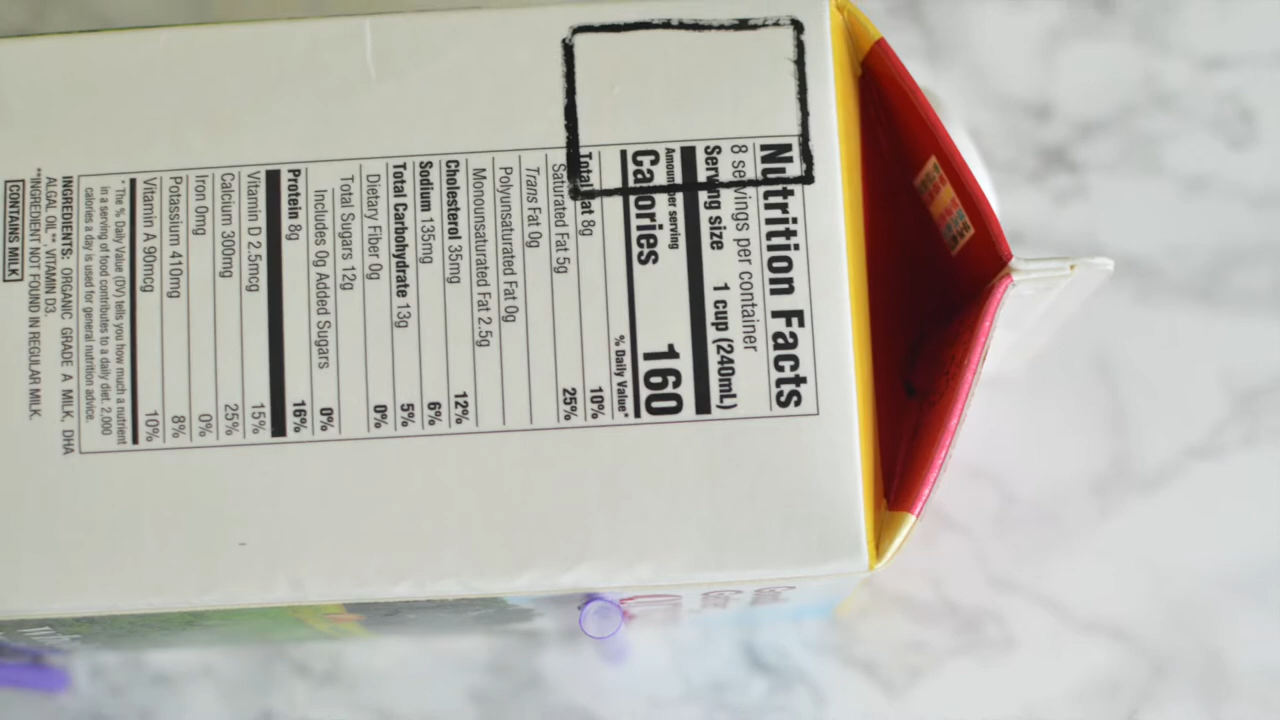 Nutrition Facts
8 servings per container
Serving size 1 cup (240mL)
Amount per serving
Calories 160
% Daily Value*
Total Fat 8g 10%
Saturated Fat 5g 25%
Trans Fat 0g
Polyunsaturated Fat 0g
Monounsaturated Fat 2.5g
Cholesterol 35mg 12%
Sodium 135mg 6%
Total Carbohydrate 13g 5%
Dietary Fiber 0g 0%
Total Sugars 12g
Includes 0g Added Sugars 0%
Protein 8g 16%
Vitamin D 2.5mcg 15%
Calcium 300mg 25%
Iron 0mg 0%
Potassium 410mg 8%
Vitamin A 90mcg 10%
* The % Daily Value (DV) tells you how much a nutrient
in a serving of food contributes to a daily diet. 2,000
calories a day is used for general nutrition advice.
INGREDIENTS: ORGANIC GRADE A MILK, DHA
ALGAL OIL**, VITAMIN D3.
**INGREDIENT NOT FOUND IN REGULAR MILK.
CONTAINS MILK